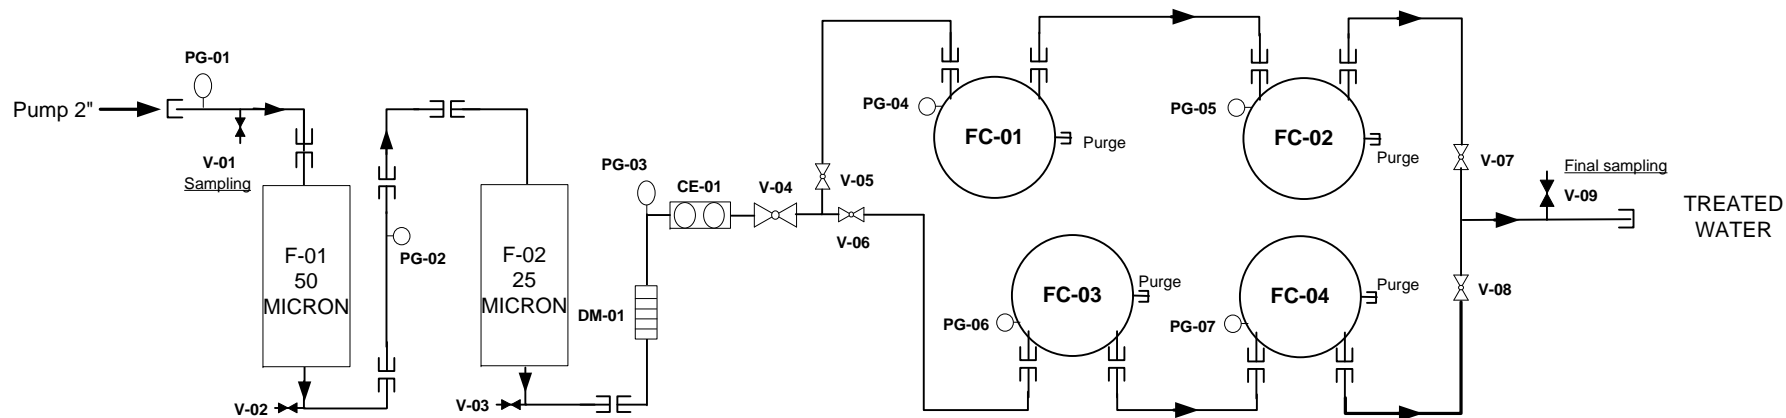 Pump 2"
PG-01
V-01
Sampling
F-01
50
MICRON
V-02
PG-02
F-02
25
MICRON
V-03
DM-01
PG-03
CE-01
V-04
V-05
V-06
PG-04
FC-01
Purge
PG-05
FC-02
Purge
PG-06
FC-03
Purge
PG-07
FC-04
Purge
V-07
V-08
Final sampling
V-09
TREATED
WATER